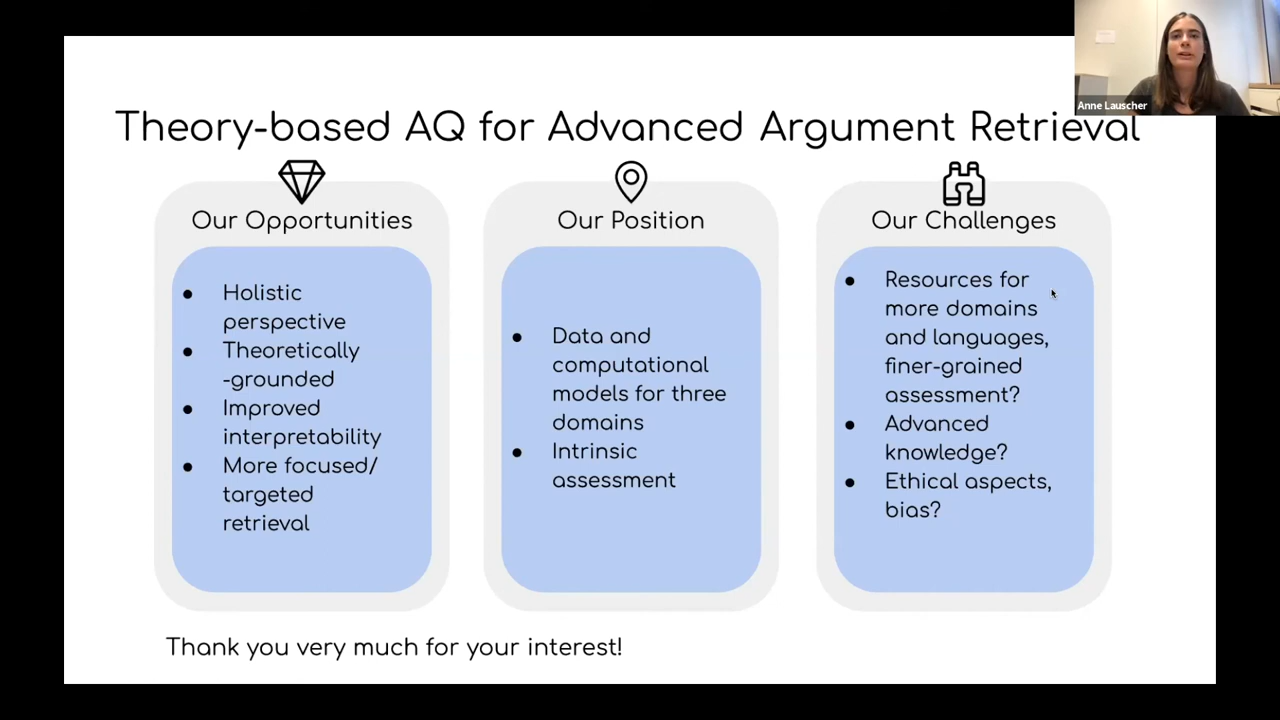 Theory-based AQ for Advanced Argument Retrieval
Anne Lauscher
Our Opportunities
Holistic
perspective
Theoretically
-grounded
Improved
interpretability
More focused/
targeted
retrieval
Our Position
Data and
computational
models for three
domains
Intrinsic
assessment
Our Challenges
Resources for
more domains
and languages,
finer-grained
assessment?
Advanced
knowledge?
Ethical aspects,
bias?
Thank you very much for your interest!